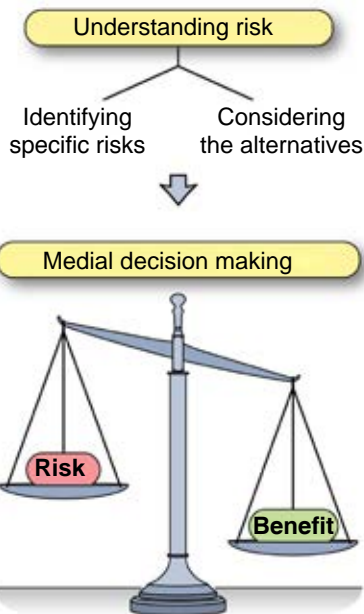 Understanding risk
Identifying
specific risks
Considering
the alternatives
Medial decision making
Risk
Benefit